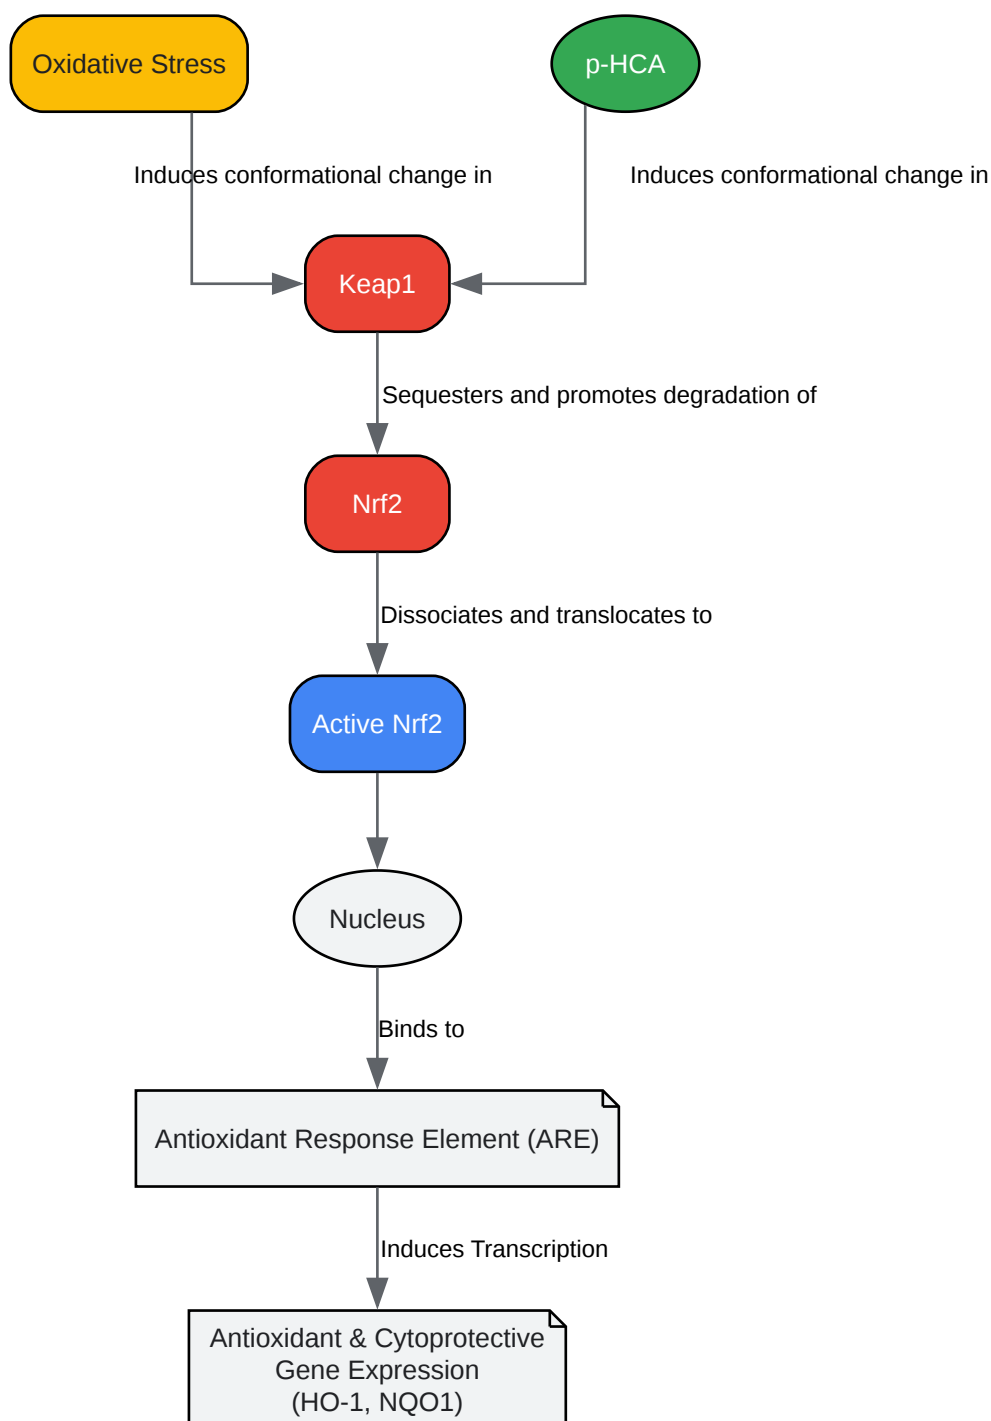 Oxidative Stress
p-HCA
Induces conformational change in
Induces conformational change in
Keap1
Sequesters and promotes degradation of
Nrf2
Dissociates and translocates to
Active Nrf2
Nucleus
Binds to
Antioxidant Response Element (ARE)
Induces Transcription
Antioxidant & Cytoprotective
Gene Expression
(HO-1, NQO1)